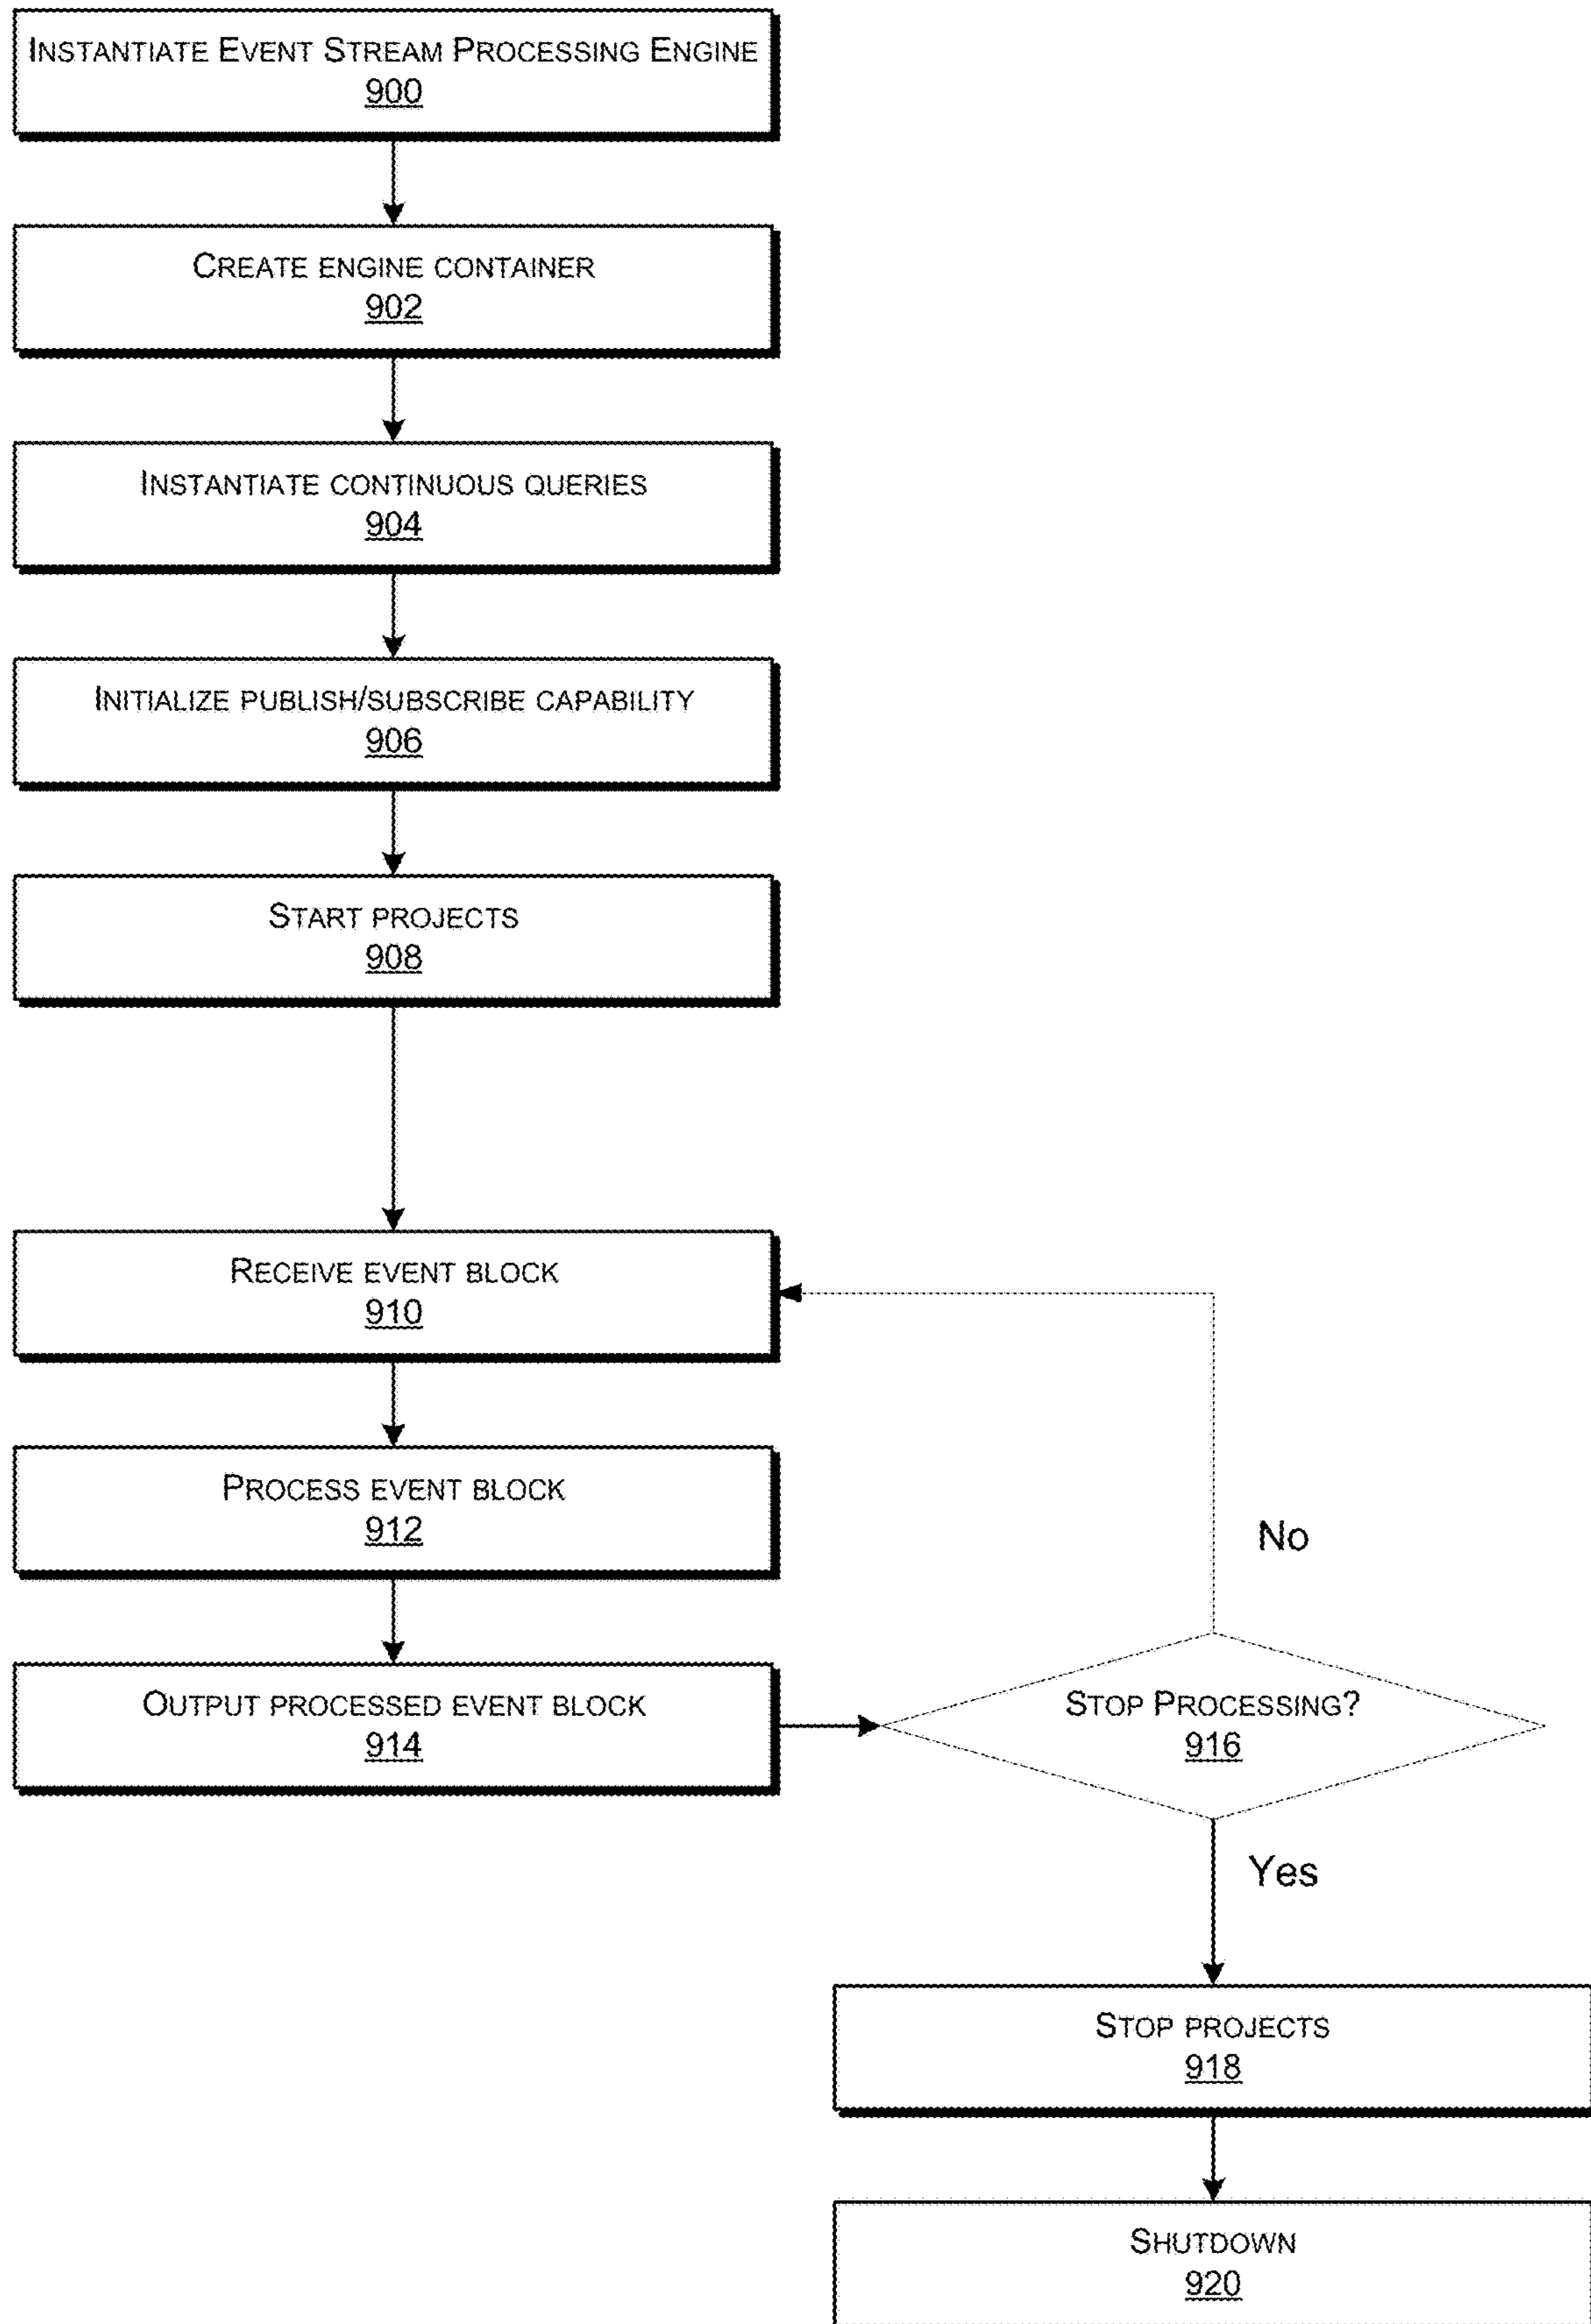 INSTANTIATE EVENT STREAM PROCESSING ENGINE
900
CREATE ENGINE CONTAINER
902
INSTANTIATE CONTINUOUS QUERIES
904
INITIALIZE PUBLISH/SUBSCRIBE CAPABILITY
906
START PROJECTS
908
RECEIVE EVENT BLOCK
910
PROCESS EVENT BLOCK
912
No
OUTPUT PROCESSED EVENT BLOCK
914
STOP PROCESSING?
916
Yes
STOP PROJECTS
918
SHUTDOWN
920